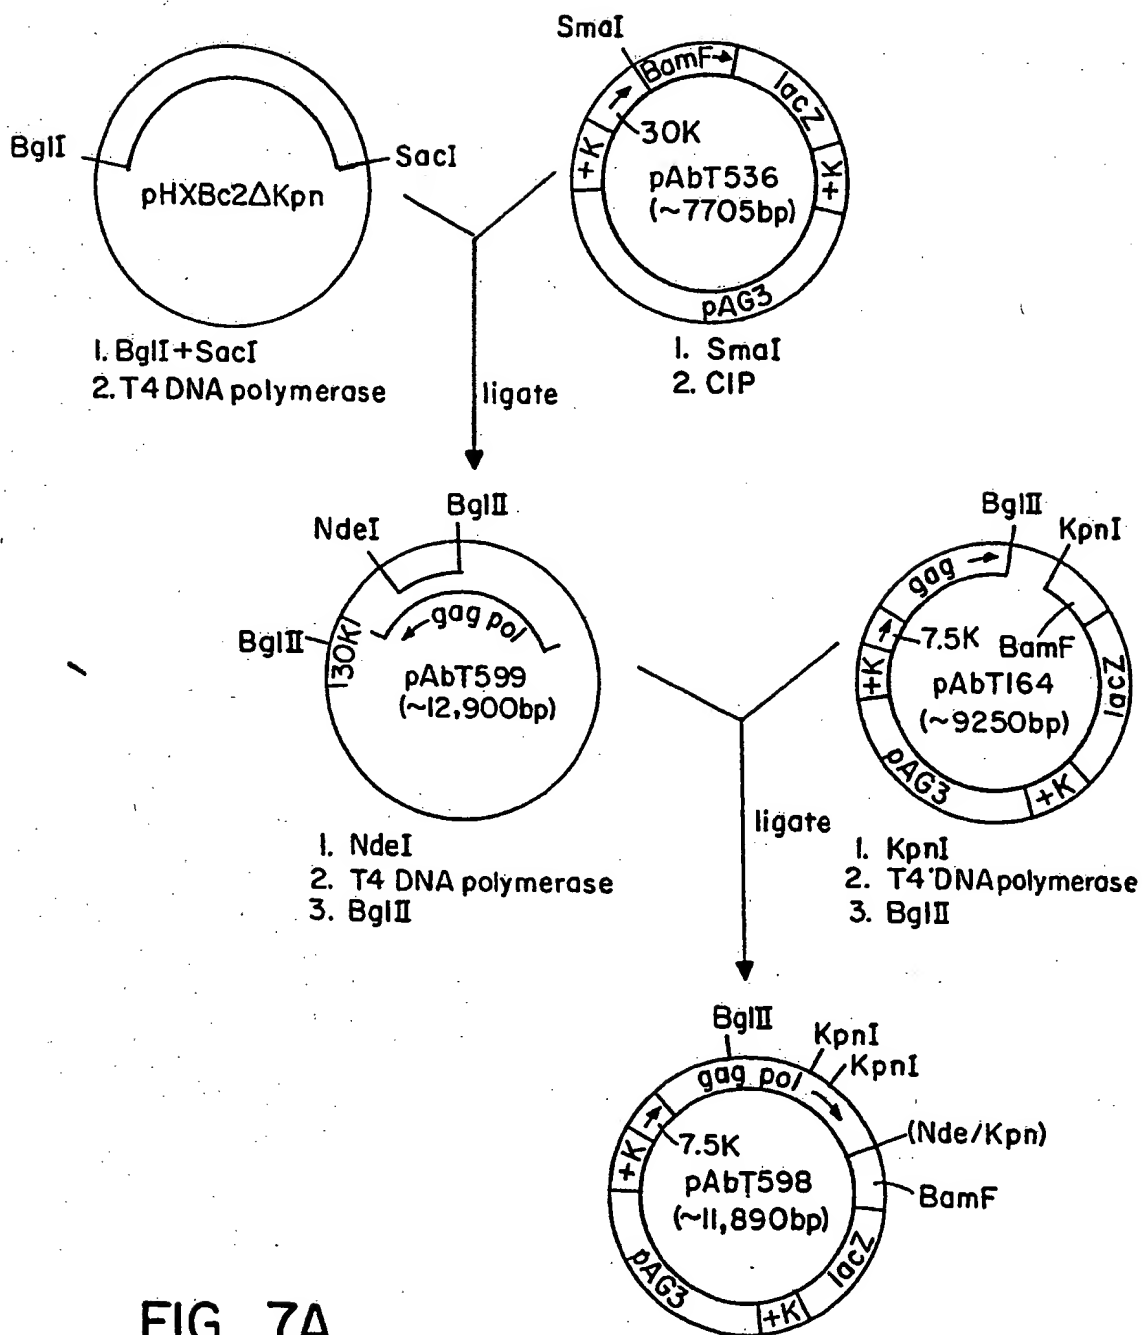 SmaI
BamF
lacZ
30K
+K
+K
pAbT536
(~7705bp)
pAG3
BglI
SacI
pHXBc2ΔKpn
1. BglI+SacI
2. T4 DNA polymerase
1. SmaI
2. CIP
ligate
BglII
NdeI
BglII
30K
gag pol
pAbT599
(~12,900bp)
BglII
KpnI
gag
7.5K
BamF
+K
pAbT164
(~9250bp)
lacZ
pAG3
+K
1. NdeI
2. T4 DNA polymerase
3. BglII
ligate
1. KpnI
2. T4 DNA polymerase
3. BglII
BglII
KpnI
KpnI
gag pol
(Nde/Kpn)
7.5K
+K
pAbT598
(~11,890bp)
BamF
lacZ
pAG3
+K
FIG. 7A